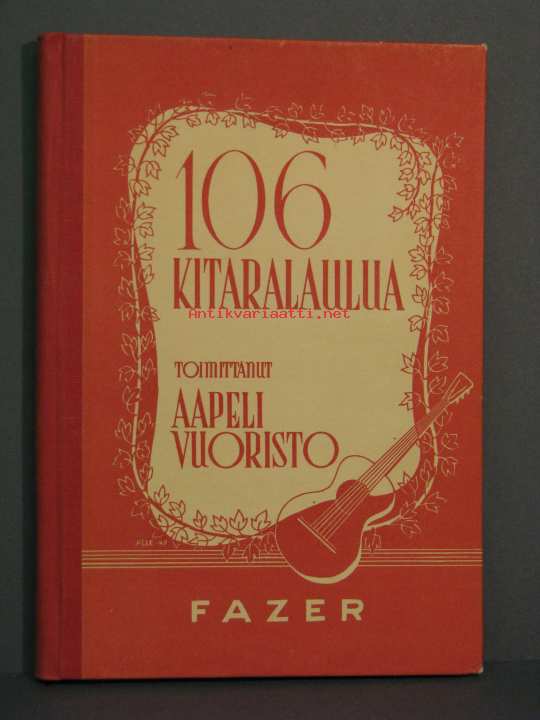 106
KITARALAULUA
Antikvariaatti.net
TOIMITTANUT
AAPELI
VUORISTO
FAZER